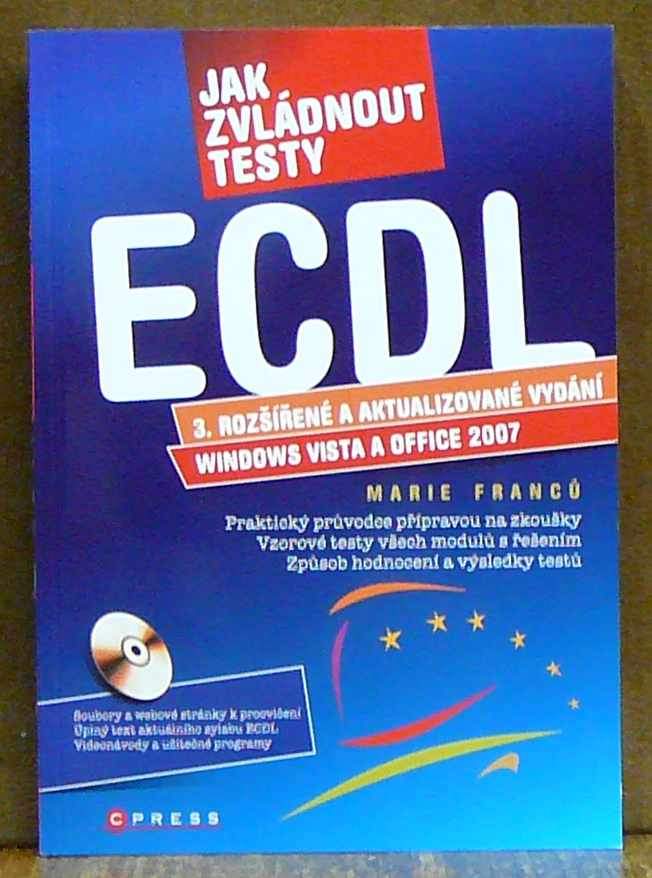 JAK
ZVLÁDNOUT
TESTY
ECDL
3. ROZŠÍŘENÉ A AKTUALIZOVANÉ VYDÁNÍ
WINDOWS VISTA A OFFICE 2007
MARIE FRANCŮ
Praktický průvodce přípravou na zkoušky
Vzorové testy všech modulů s řešením
Způsob hodnocení a výsledky testů
Soubory a webové stránky k procvičení
Úplný text aktuálního sylabu ECDL
Videonávody a užitečné programy
CPRESS